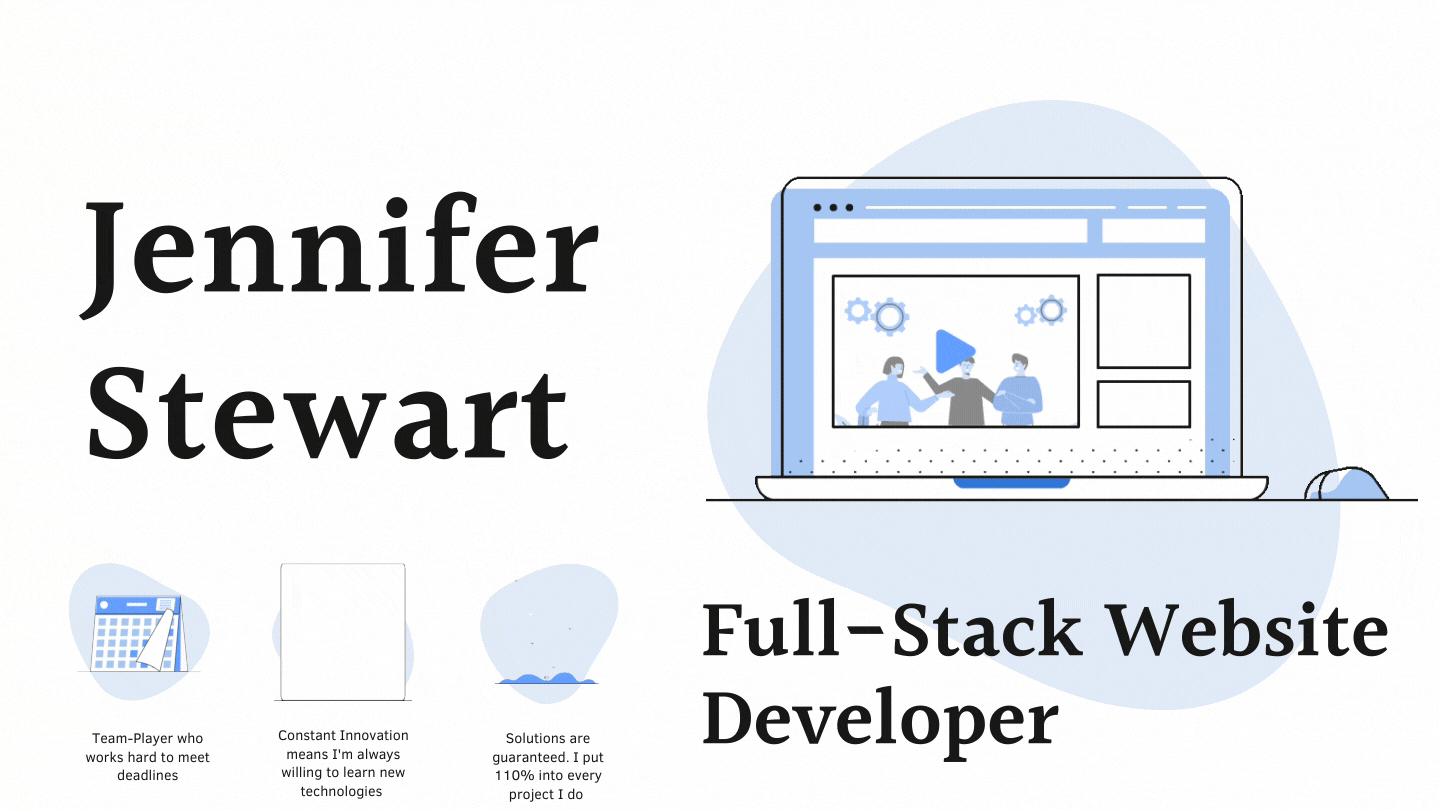 Jennifer
Stewart
Full-Stack Website
Developer
Team-Player who
works hard to meet
deadlines
Constant Innovation
means I'm always
willing to learn new
technologies
Solutions are
guaranteed. I put
110% into every
project I do